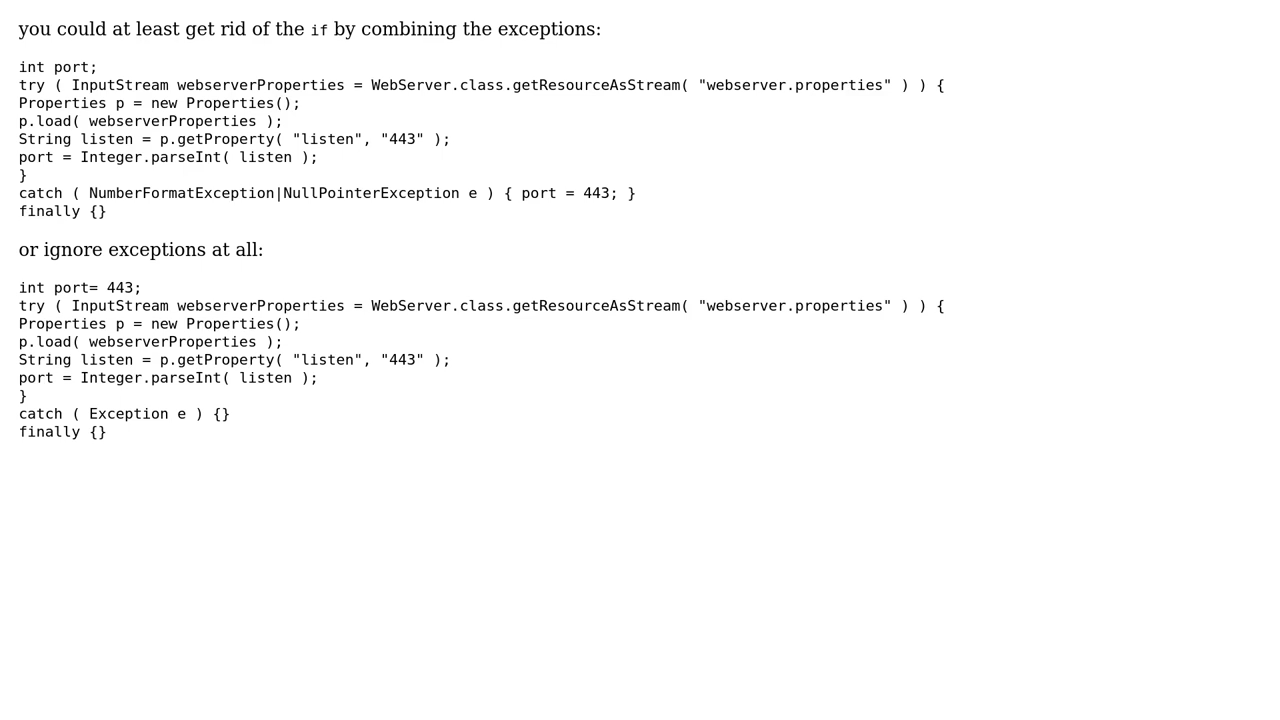 you could at least get rid of the if by combining the exceptions:
int port;
try ( InputStream webserverProperties = WebServer.class.getResourceAsStream( "webserver.properties" ) ) {
Properties p = new Properties();
p.load( webserverProperties );
String listen = p.getProperty( "listen", "443" );
port = Integer.parseInt( listen );
}
catch ( NumberFormatException|NullPointerException e ) { port = 443; }
finally {}
or ignore exceptions at all:
int port= 443;
try ( InputStream webserverProperties = WebServer.class.getResourceAsStream( "webserver.properties" ) ) {
Properties p = new Properties();
p.load( webserverProperties );
String listen = p.getProperty( "listen", "443" );
port = Integer.parseInt( listen );
}
catch ( Exception e ) {}
finally {}